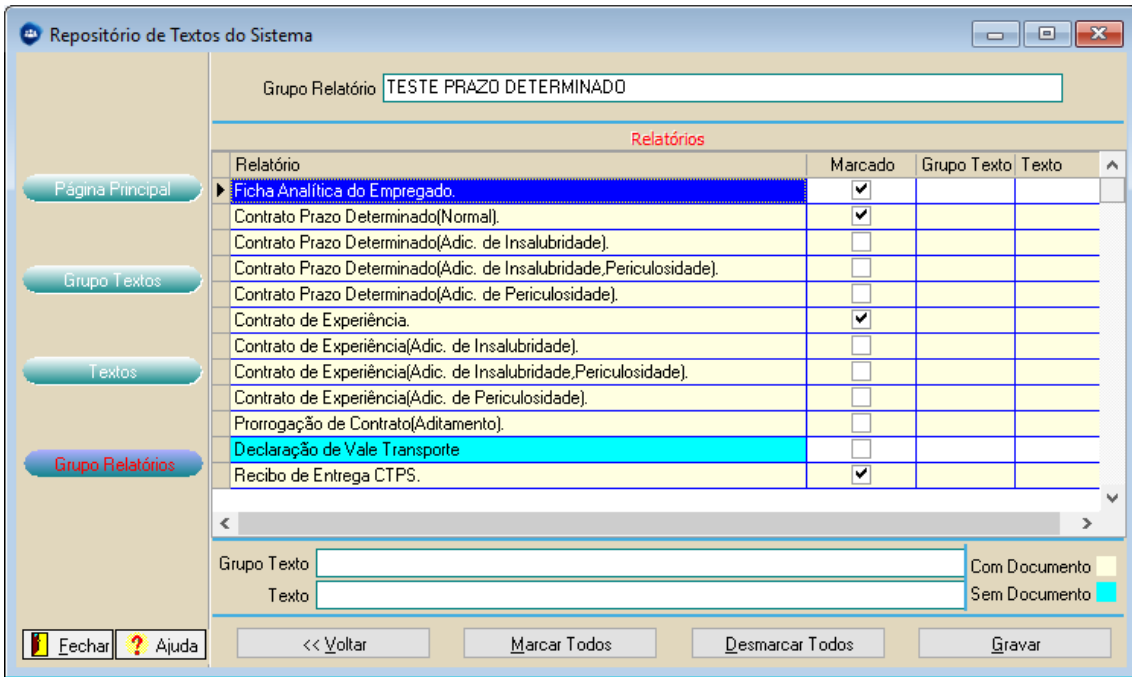 Repositório de Textos do Sistema
Grupo Relatório TESTE PRAZO DETERMINADO
Relatórios
Relatório Marcado Grupo Texto Texto
Ficha Analítica do Empregado.
Contrato Prazo Determinado(Normal).
Contrato Prazo Determinado(Adic. de Insalubridade).
Contrato Prazo Determinado(Adic. de Insalubridade,Periculosidade).
Contrato Prazo Determinado(Adic. de Periculosidade).
Contrato de Experiência.
Contrato de Experiência(Adic. de Insalubridade).
Contrato de Experiência(Adic. de Insalubridade,Periculosidade).
Contrato de Experiência(Adic. de Periculosidade).
Prorrogação de Contrato(Aditamento).
Declaração de Vale Transporte
Recibo de Entrega CTPS.
Página Principal
Grupo Textos
Textos
Grupo Relatórios
Grupo Texto
Texto
Com Documento
Sem Documento
Fechar ? Ajuda
<< Voltar Marcar Todos Desmarcar Todos Gravar